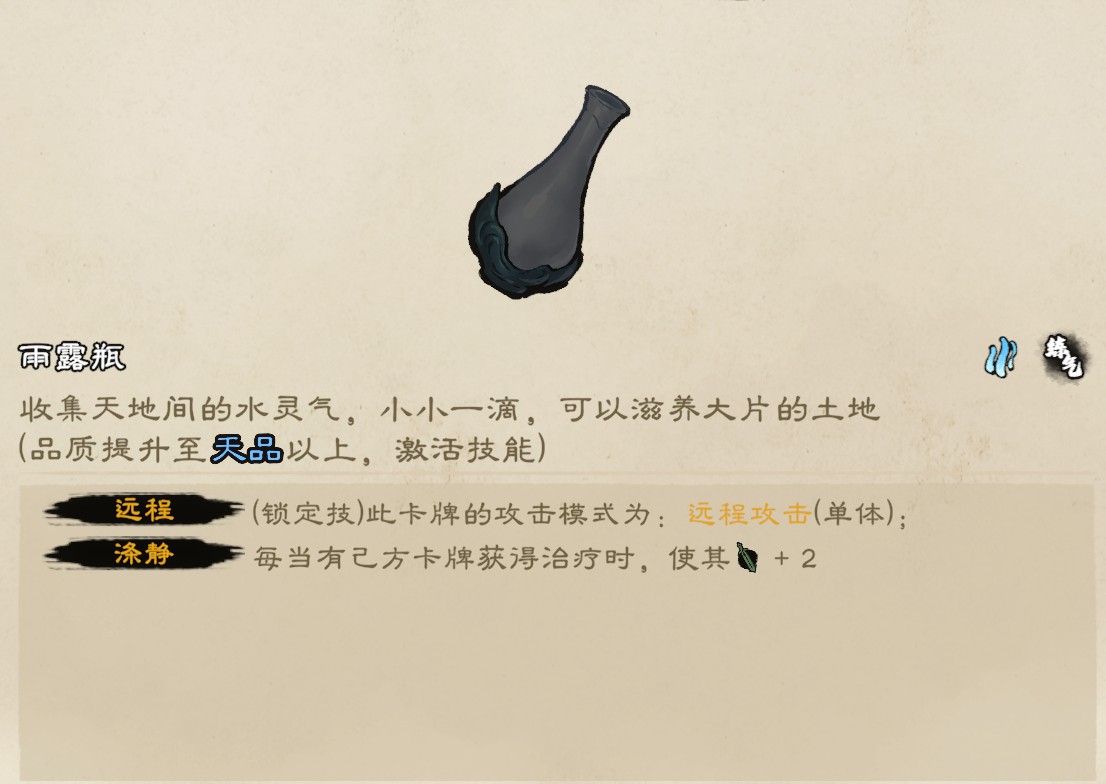 雨露瓶
炼气
收集天地间的水灵气，小小一滴，可以滋养大片的土地
(品质提升至天品以上，激活技能)
远程 (锁定技)此卡牌的攻击模式为：远程攻击(单体)；
涤静 每当有己方卡牌获得治疗时，使其 + 2